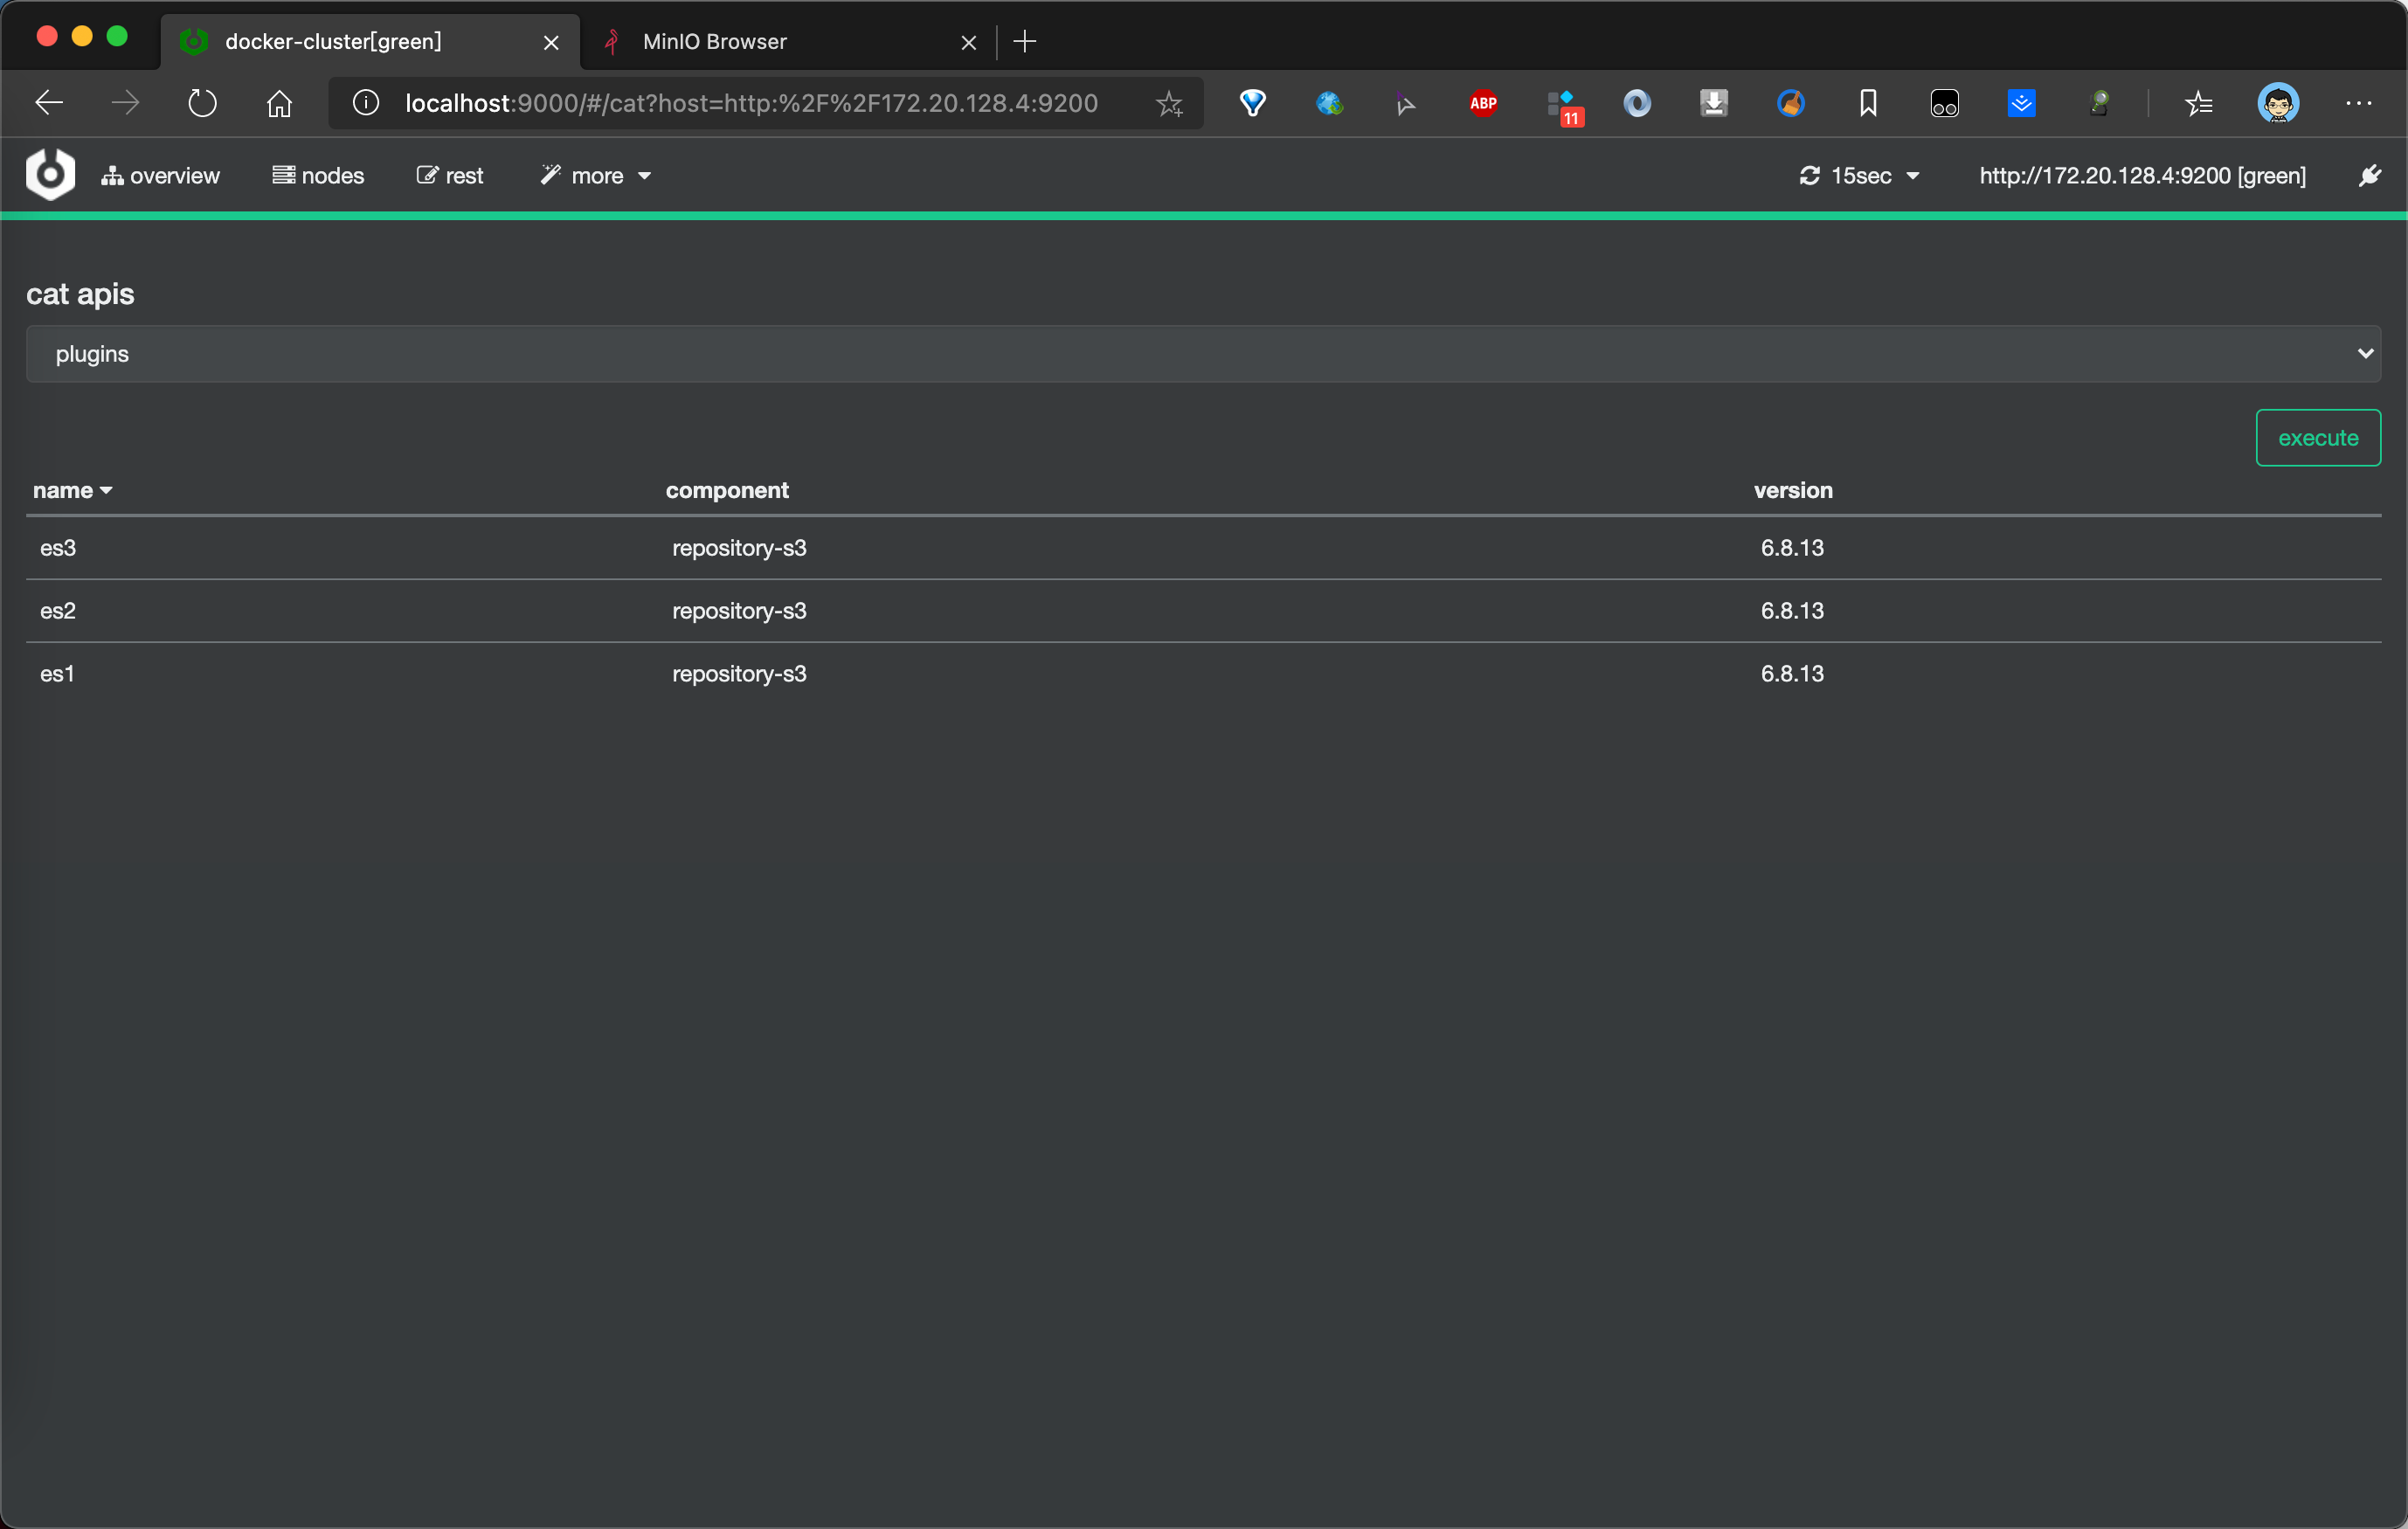 docker-cluster[green]
MinIO Browser
localhost:9000/#/cat?host=http:%2F%2F172.20.128.4:9200
ABP
11
overview nodes rest more 15sec http://172.20.128.4:9200 [green]
cat apis
plugins
execute
name component version
es3 repository-s3 6.8.13
es2 repository-s3 6.8.13
es1 repository-s3 6.8.13